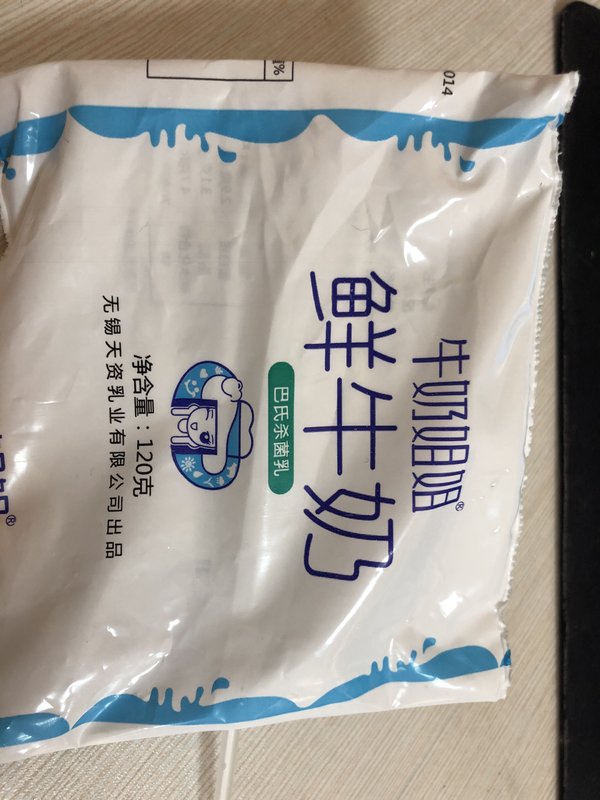 牛奶姐姐®
鲜牛奶
巴氏杀菌乳
净含量：120克
无锡天资乳业有限公司出品
014
%